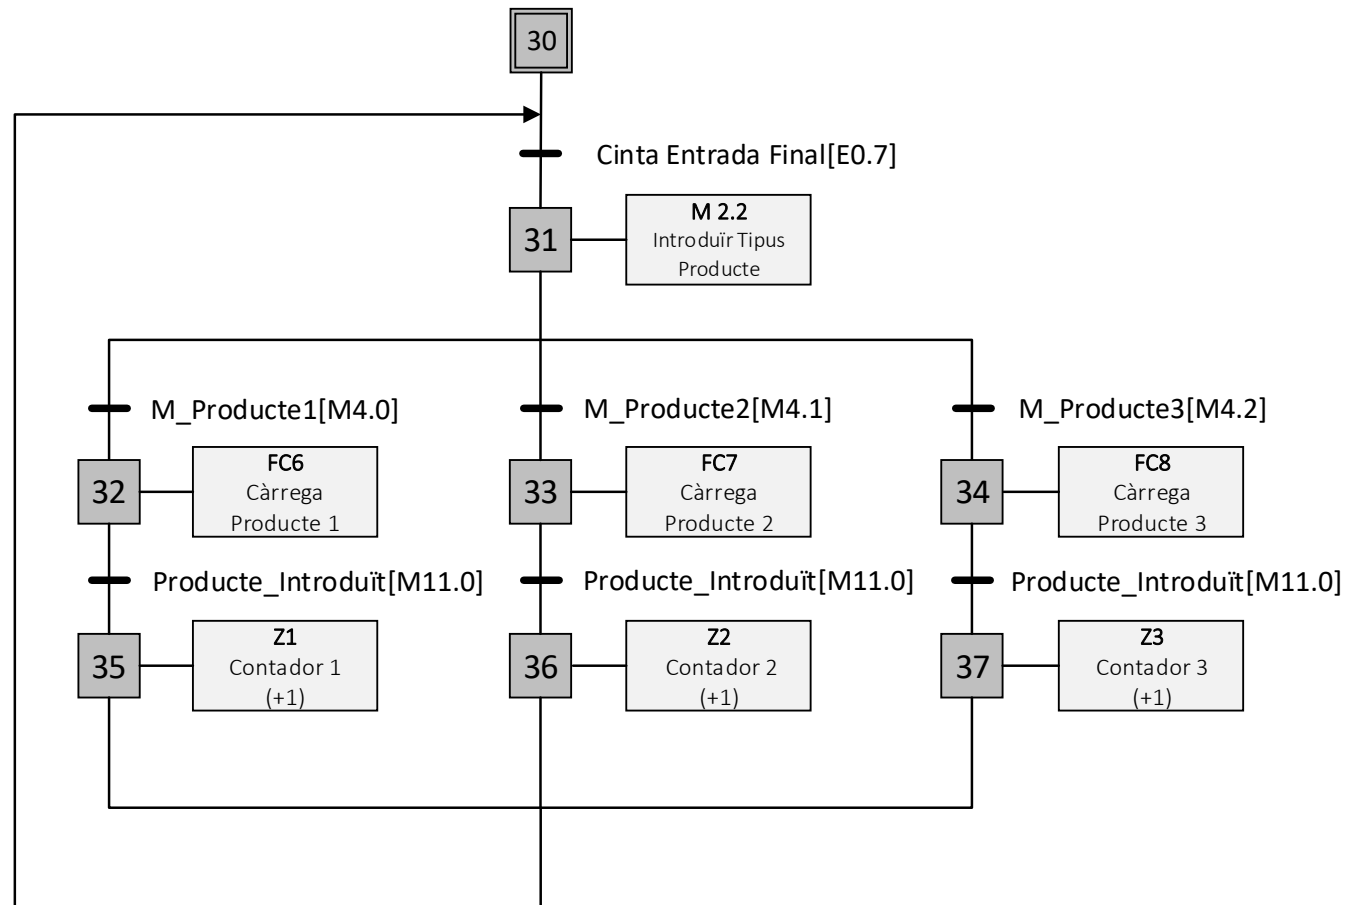 30
Cinta Entrada Final[E0.7]
31
M 2.2
Introduïr Tipus
Producte
M_Producte1[M4.0]
M_Producte2[M4.1]
M_Producte3[M4.2]
32
FC6
Càrrega
Producte 1
33
FC7
Càrrega
Producte 2
34
FC8
Càrrega
Producte 3
Producte_Introduït[M11.0]
Producte_Introduït[M11.0]
Producte_Introduït[M11.0]
35
Z1
Contador 1
(+1)
36
Z2
Contador 2
(+1)
37
Z3
Contador 3
(+1)